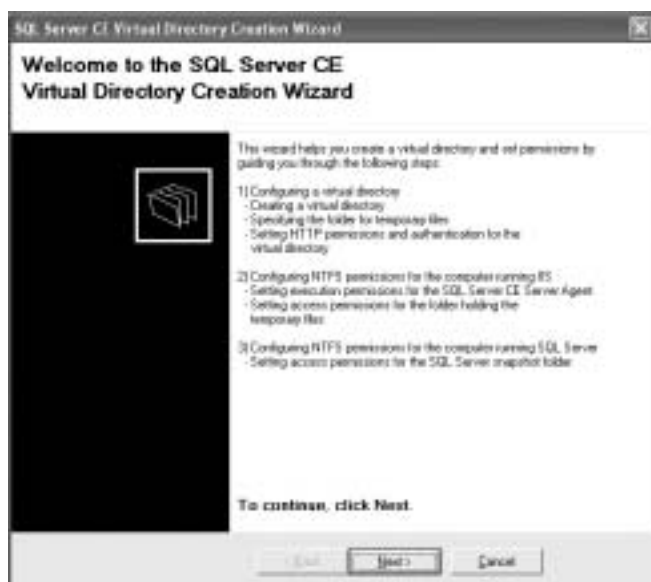 SQL Server CE Virtual Directory Creation Wizard
Welcome to the SQL Server CE
Virtual Directory Creation Wizard
This wizard helps you create a virtual directory and set permissions by
guiding you through the following steps:
1) Configuring a virtual directory
- Creating a virtual directory
- Specifying the folder for temporary files
- Setting HTTP permissions and authentication for the
virtual directory
2) Configuring NTFS permissions for the computer running IIS
- Setting execution permissions for the SQL Server CE Server Agent
- Setting access permissions for the folder holding the
temporary files
3) Configuring NTFS permissions for the computer running SQL Server
- Setting access permissions for the SQL Server snapshot folder
To continue, click Next.
< Back
Next >
Cancel